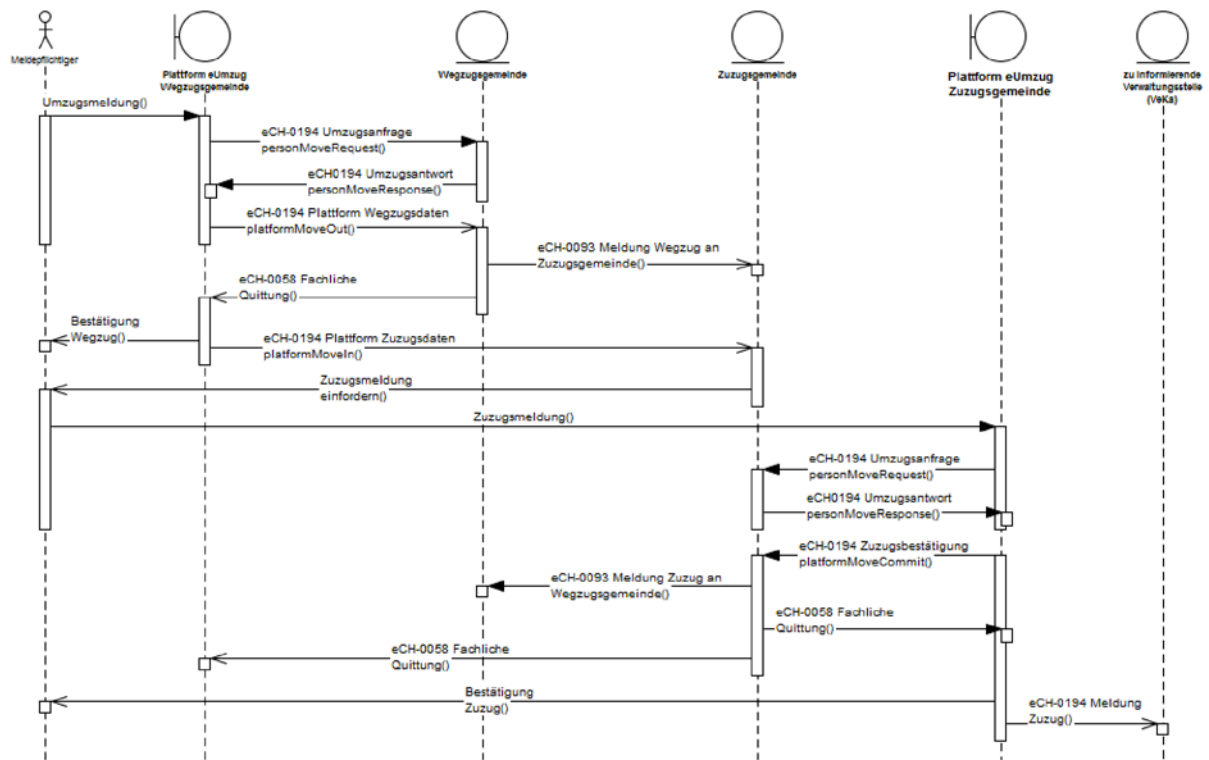 Meldepflichtiger
Plattform eUmzug
Wegzugsgemeinde
Wegzugsgemeinde
Zuzugsgemeinde
Plattform eUmzug
Zuzugsgemeinde
zu informierende
Verwaltungsstelle
(VeKa)
Umzugsmeldung()
eCH-0194 Umzugsanfrage
personMoveRequest()
eCH0194 Umzugsantwort
personMoveResponse()
eCH-0194 Plattform Wegzugsdaten
platformMoveOut()
eCH-0093 Meldung Wegzug an
Zuzugsgemeinde()
eCH-0058 Fachliche
Quittung()
Bestätigung
Wegzug()
eCH-0194 Plattform Zuzugsdaten
platformMoveIn()
Zuzugsmeldung
einfordern()
Zuzugsmeldung()
eCH-0194 Umzugsanfrage
personMoveRequest()
eCH0194 Umzugsantwort
personMoveResponse()
eCH-0194 Zuzugsbestätigung
platformMoveCommit()
eCH-0093 Meldung Zuzug an
Wegzugsgemeinde()
eCH-0058 Fachliche
Quittung()
eCH-0058 Fachliche
Quittung()
Bestätigung
Zuzug()
eCH-0194 Meldung
Zuzug()